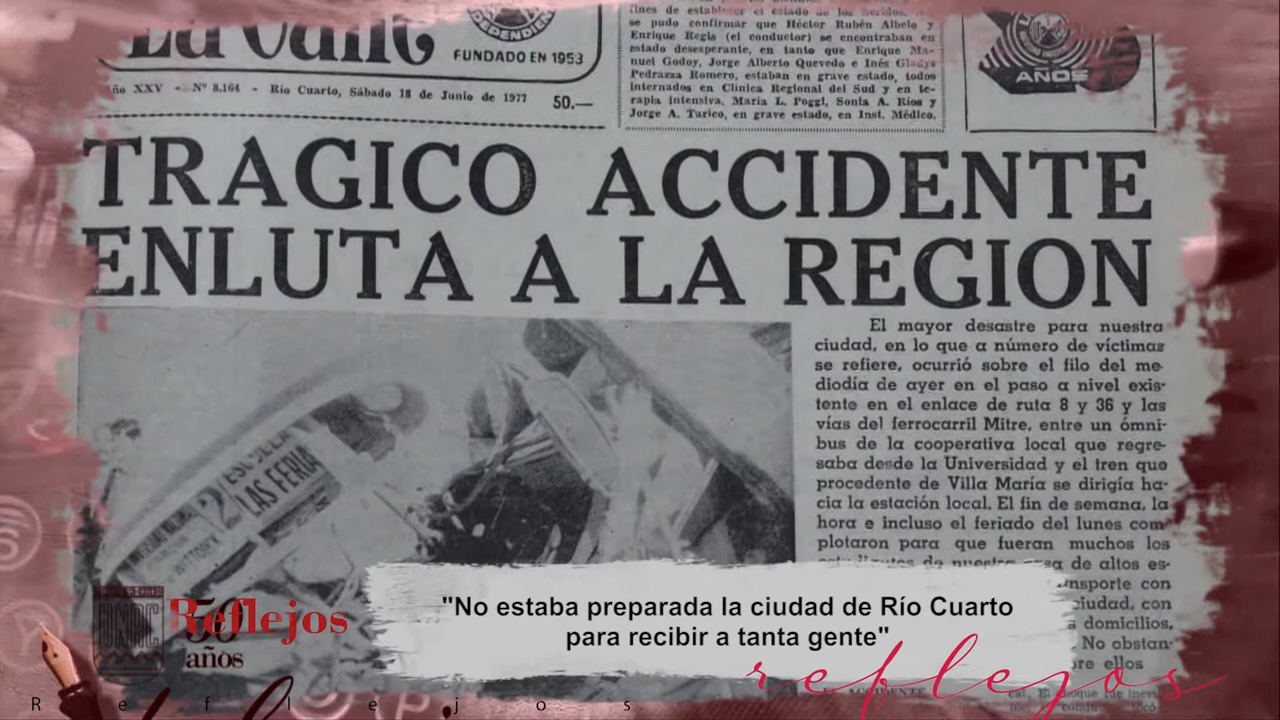 FUNDADO EN 1953
Año XXV - Nº 8.164 - Río Cuarto, Sábado 18 de Junio de 1977 50.—
fines de establecer el estado de los heridos.
se pudo confirmar que Héctor Rubén Albelo y
Enrique Regis (el conductor) se encontraban en
estado desesperante, en tanto que Enrique Ma-
nuel Godoy, Jorge Alberto Quevedo e Inés Gladys
Pedrazza Romero, estaban en grave estado, todos
internados en Clínica Regional del Sud y en te-
rapia intensiva, María L. Poggi, Sonia A. Ríos y
Jorge A. Tarico, en grave estado, en Inst. Médico.
AÑOS
TRAGICO ACCIDENTE
ENLUTA A LA REGION
El mayor desastre para nuestra
ciudad, en lo que a número de víctimas
se refiere, ocurrió sobre el filo del me-
diodía de ayer en el paso a nivel exis-
tente en el enlace de ruta 8 y 36 y las
vías del ferrocarril Mitre, entre un ómni-
bus de la cooperativa local que regre-
saba desde la Universidad y el tren que
procedente de Villa María se dirigía ha-
cia la estación local. El fin de semana, la
hora e incluso el feriado del lunes com-
plotaron para que fueran muchos los
de altos es-
con
ciudad, con
domicilios,
No obstan-
ellos
2 ESCUELA
LAS FERIA
UNRC
50
años
Reflejos
"No estaba preparada la ciudad de Río Cuarto
para recibir a tanta gente"
reflejos
ACCIDENTE
Reflejos